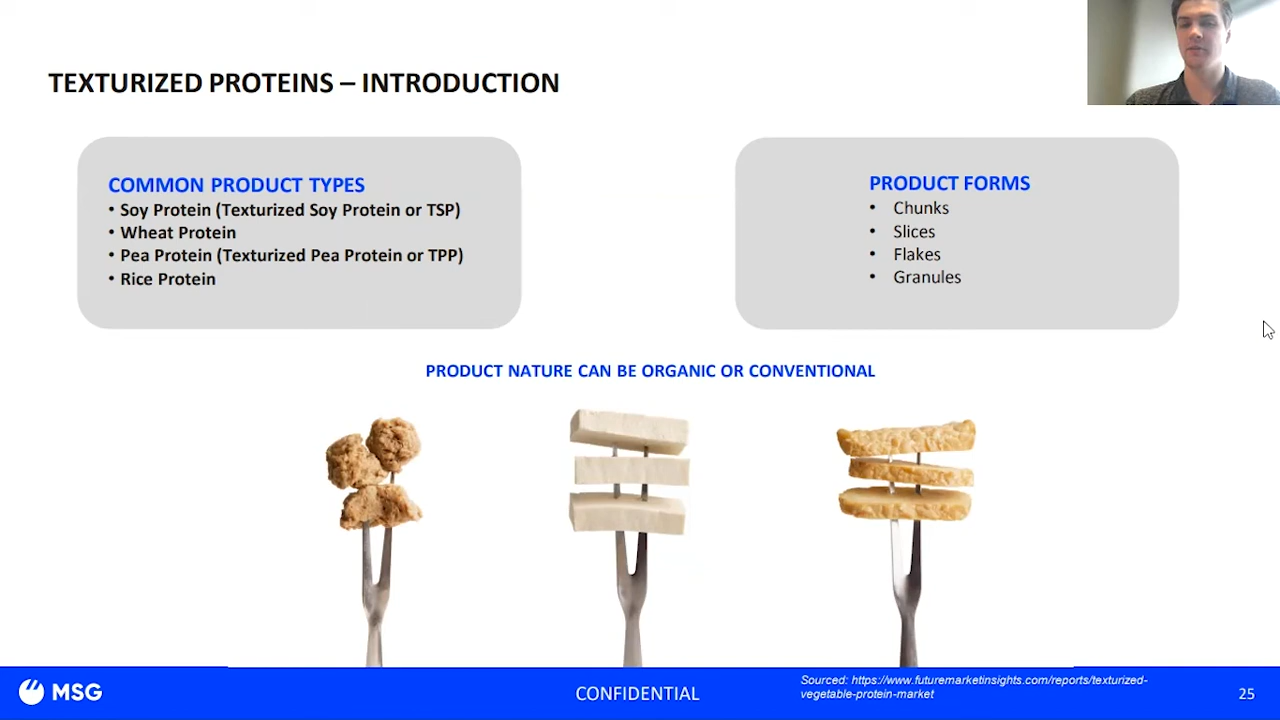 TEXTURIZED PROTEINS – INTRODUCTION
COMMON PRODUCT TYPES
• Soy Protein (Texturized Soy Protein or TSP)
• Wheat Protein
• Pea Protein (Texturized Pea Protein or TPP)
• Rice Protein
PRODUCT FORMS
• Chunks
• Slices
• Flakes
• Granules
PRODUCT NATURE CAN BE ORGANIC OR CONVENTIONAL
MSG
CONFIDENTIAL
Sourced: https://www.futuremarketinsights.com/reports/texturized-
vegetable-protein-market
25